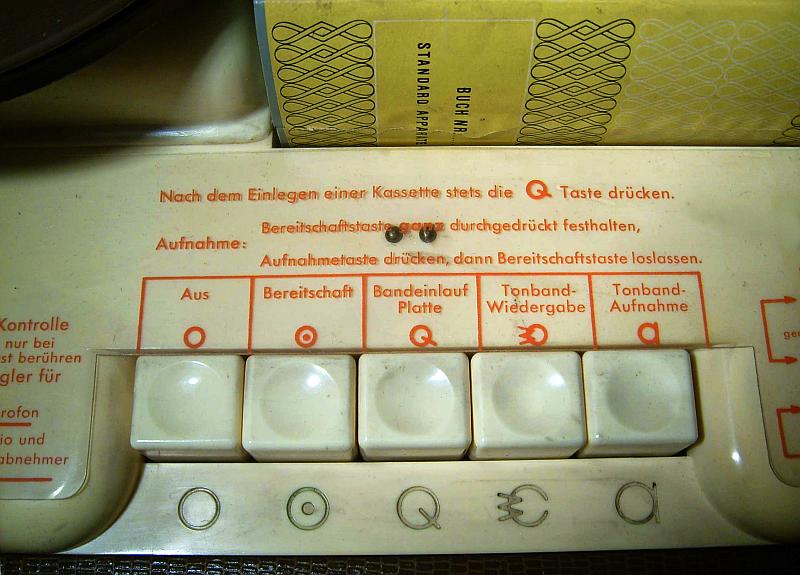 BUCH NR.
STANDARD APPARATE
Nach dem Einlegen einer Kassette stets die Q Taste drücken.
Aufnahme:
Bereitschaftstaste ganz durchgedrückt festhalten,
Aufnahmetaste drücken, dann Bereitschaftstaste loslassen.
Aus
Bereitschaft
Bandeinlauf
Platte
Q
Tonband-
Wiedergabe
Tonband-
Aufnahme
a
Kontrolle
nur bei
st berühren
gler für
rofon
io und
abnehmer
Q
a